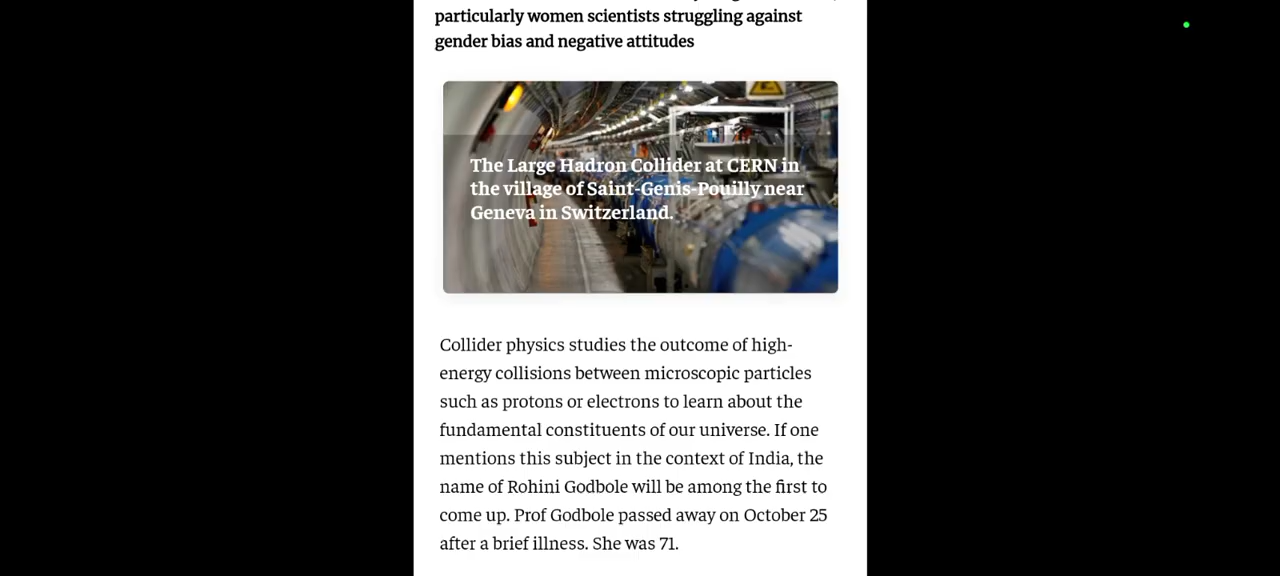 particularly women scientists struggling against
gender bias and negative attitudes
The Large Hadron Collider at CERN in
the village of Saint-Genis-Pouilly near
Geneva in Switzerland.
Collider physics studies the outcome of high-
energy collisions between microscopic particles
such as protons or electrons to learn about the
fundamental constituents of our universe. If one
mentions this subject in the context of India, the
name of Rohini Godbole will be among the first to
come up. Prof Godbole passed away on October 25
after a brief illness. She was 71.